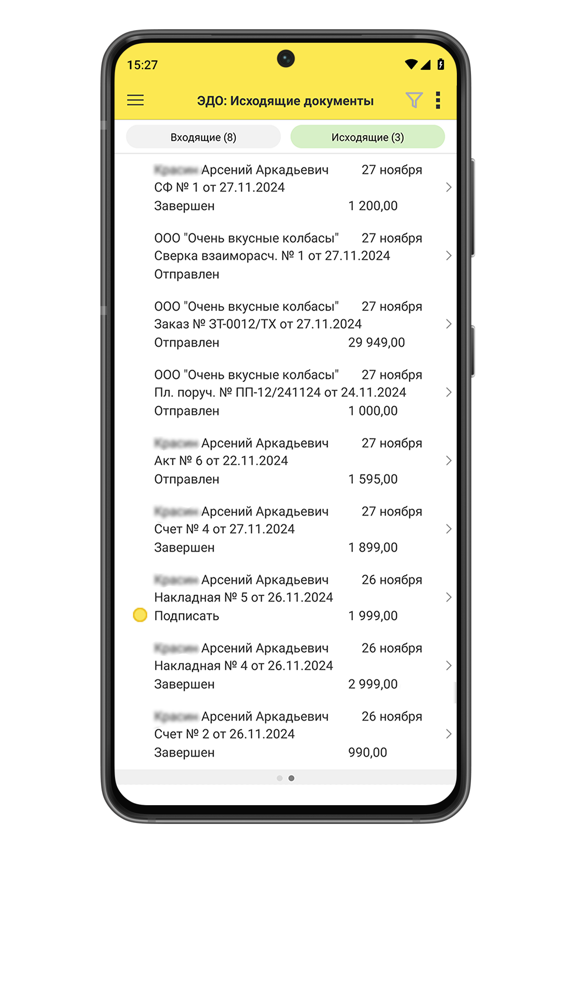 15:27
ЭДО: Исходящие документы
Входящие (8) Исходящие (3)
Арсений Аркадьевич 27 ноября
СФ № 1 от 27.11.2024
Завершен 1 200,00
ООО "Очень вкусные колбасы" 27 ноября
Сверка взаиморасч. № 1 от 27.11.2024
Отправлен
ООО "Очень вкусные колбасы" 27 ноября
Заказ № ЗТ-0012/ТХ от 27.11.2024
Отправлен 29 949,00
ООО "Очень вкусные колбасы" 27 ноября
Пл. поруч. № ПП-12/241124 от 24.11.2024
Отправлен 1 000,00
Арсений Аркадьевич 27 ноября
Акт № 6 от 22.11.2024
Отправлен 1 595,00
Арсений Аркадьевич 27 ноября
Счет № 4 от 27.11.2024
Завершен 1 899,00
Арсений Аркадьевич 26 ноября
Накладная № 5 от 26.11.2024
Подписать 1 999,00
Арсений Аркадьевич 26 ноября
Накладная № 4 от 26.11.2024
Завершен 2 999,00
Арсений Аркадьевич 26 ноября
Счет № 2 от 26.11.2024
Завершен 990,00